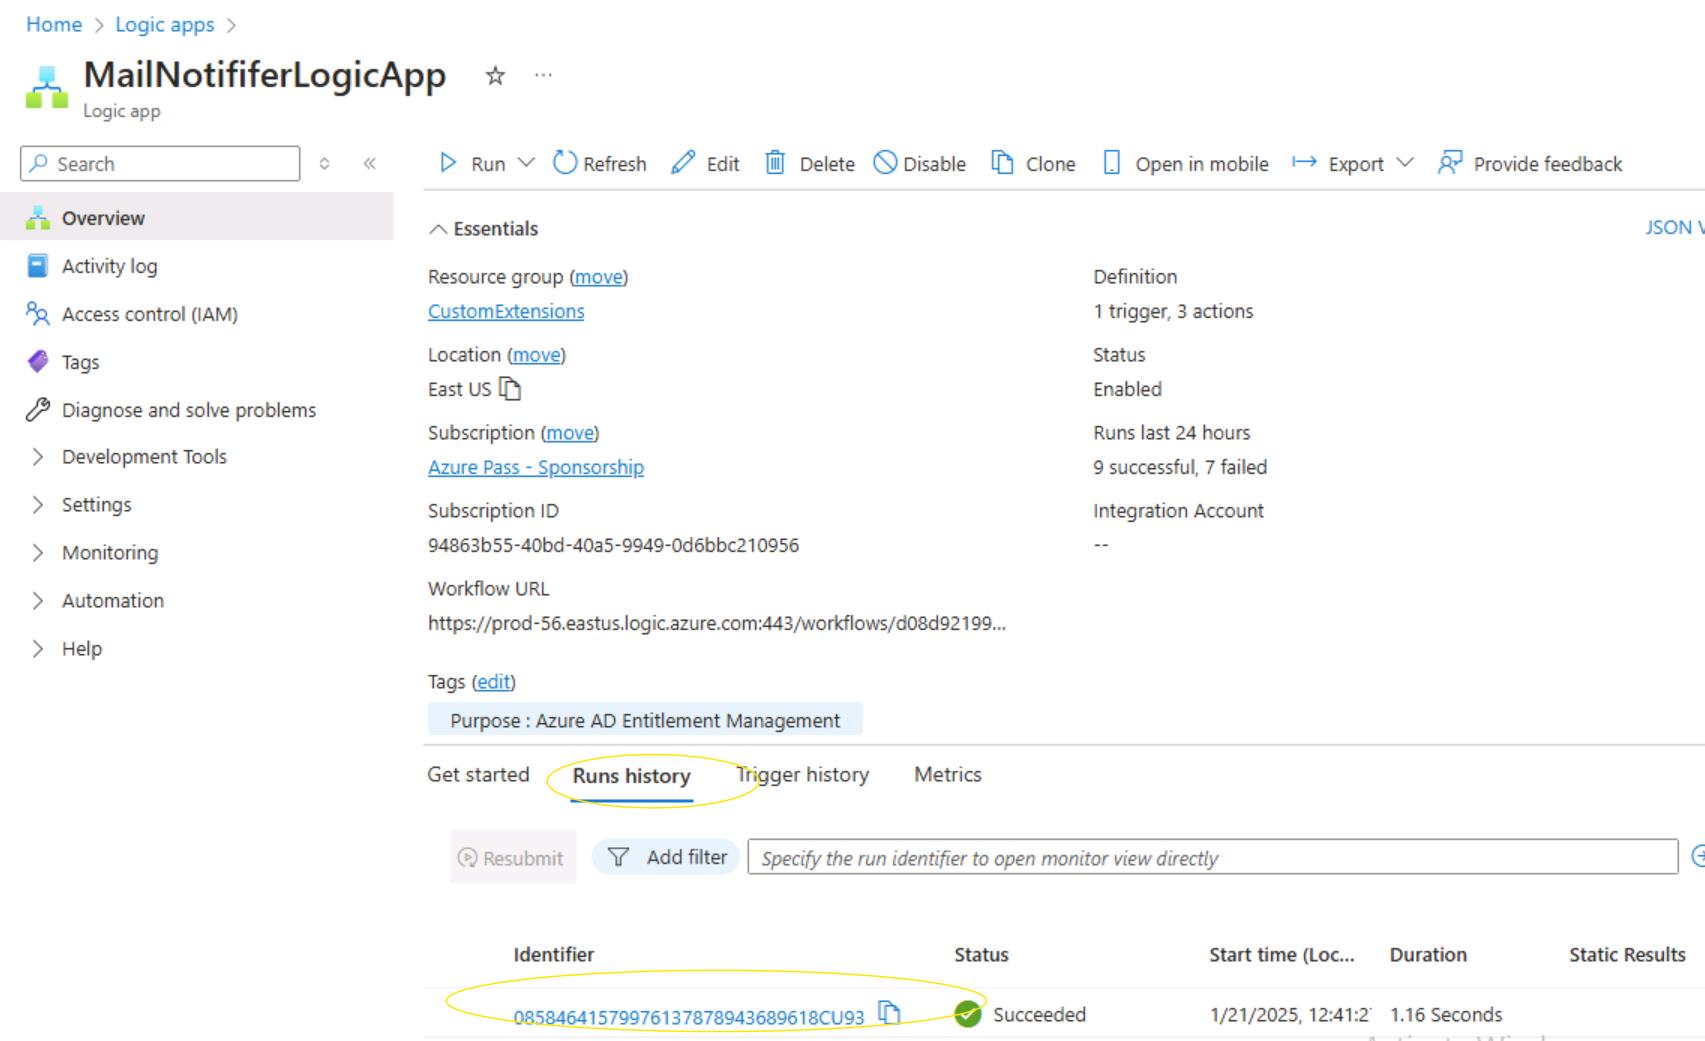 Home > Logic apps >
MailNotififerLogicApp
Logic app
Search
Run Refresh Edit Delete Disable Clone Open in mobile Export Provide feedback
Overview
Activity log
Access control (IAM)
Tags
Diagnose and solve problems
Development Tools
Settings
Monitoring
Automation
Help
Essentials
JSON V
Resource group (move)
CustomExtensions
Location (move)
East US
Subscription (move)
Azure Pass - Sponsorship
Subscription ID
94863b55-40bd-40a5-9949-0d6bbc210956
Workflow URL
https://prod-56.eastus.logic.azure.com:443/workflows/d08d92199...
Definition
1 trigger, 3 actions
Status
Enabled
Runs last 24 hours
9 successful, 7 failed
Integration Account
--
Tags (edit)
Purpose : Azure AD Entitlement Management
Get started Runs history Trigger history Metrics
Resubmit Add filter Specify the run identifier to open monitor view directly
Identifier Status Start time (Loc... Duration Static Results
08584641579976137878943689618CU93 Succeeded 1/21/2025, 12:41:2 1.16 Seconds